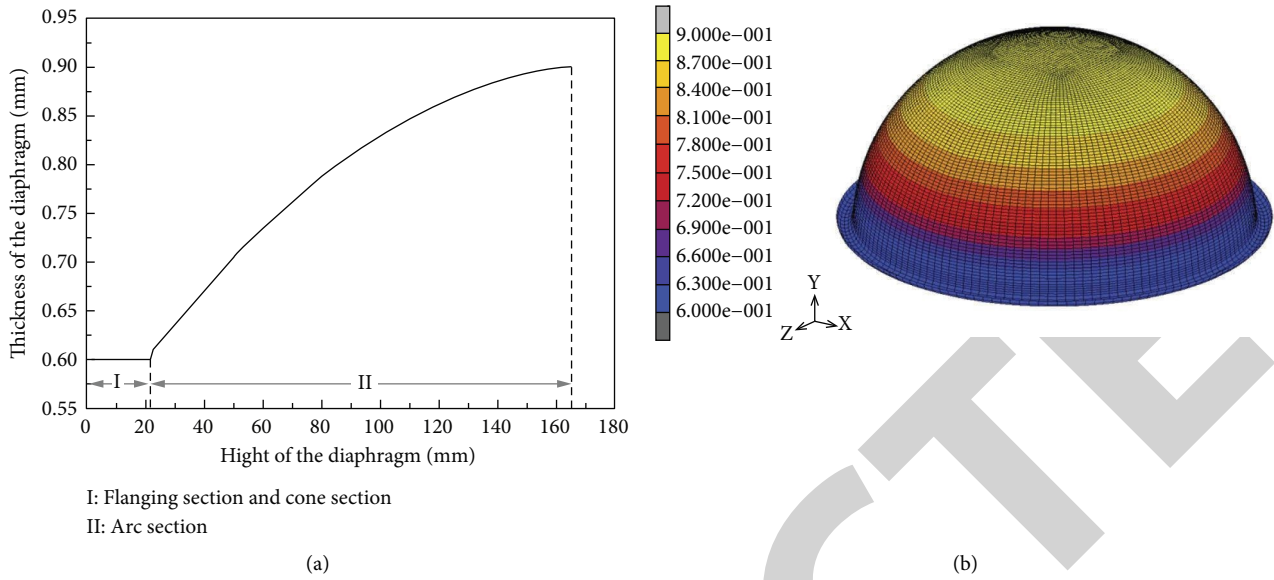 0.95
0.90
0.85
0.80
0.75
0.70
0.65
0.60
0.55
Thickness of the diaphragm (mm)
I
II
0 20 40 60 80 100 120 140 160 180
Hight of the diaphragm (mm)
I: Flanging section and cone section
II: Arc section
(a)
9.000e−001
8.700e−001
8.400e−001
8.100e−001
7.800e−001
7.500e−001
7.200e−001
6.900e−001
6.600e−001
6.300e−001
6.000e−001
Y
Z X
(b)
CTE